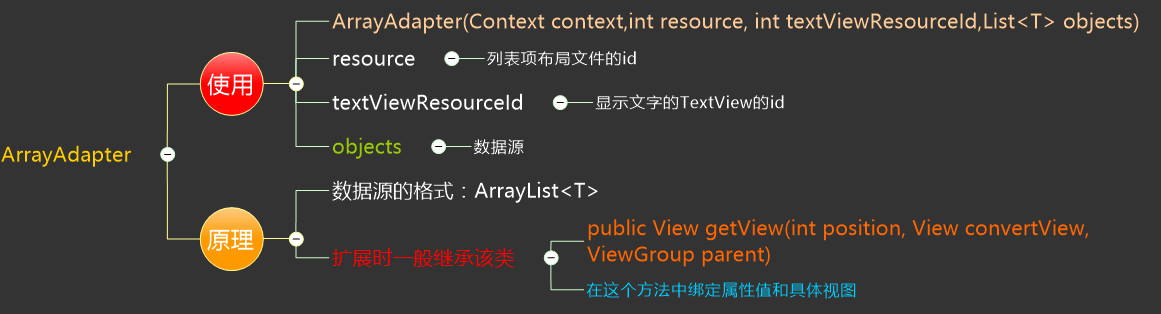 ArrayAdapter
使用
ArrayAdapter(Context context,int resource, int textViewResourceId,List<T> objects)
resource 列表项布局文件的id
textViewResourceId 显示文字的TextView的id
objects 数据源
原理
数据源的格式：ArrayList<T>
扩展时一般继承该类
public View getView(int position, View convertView,
ViewGroup parent)
在这个方法中绑定属性值和具体视图